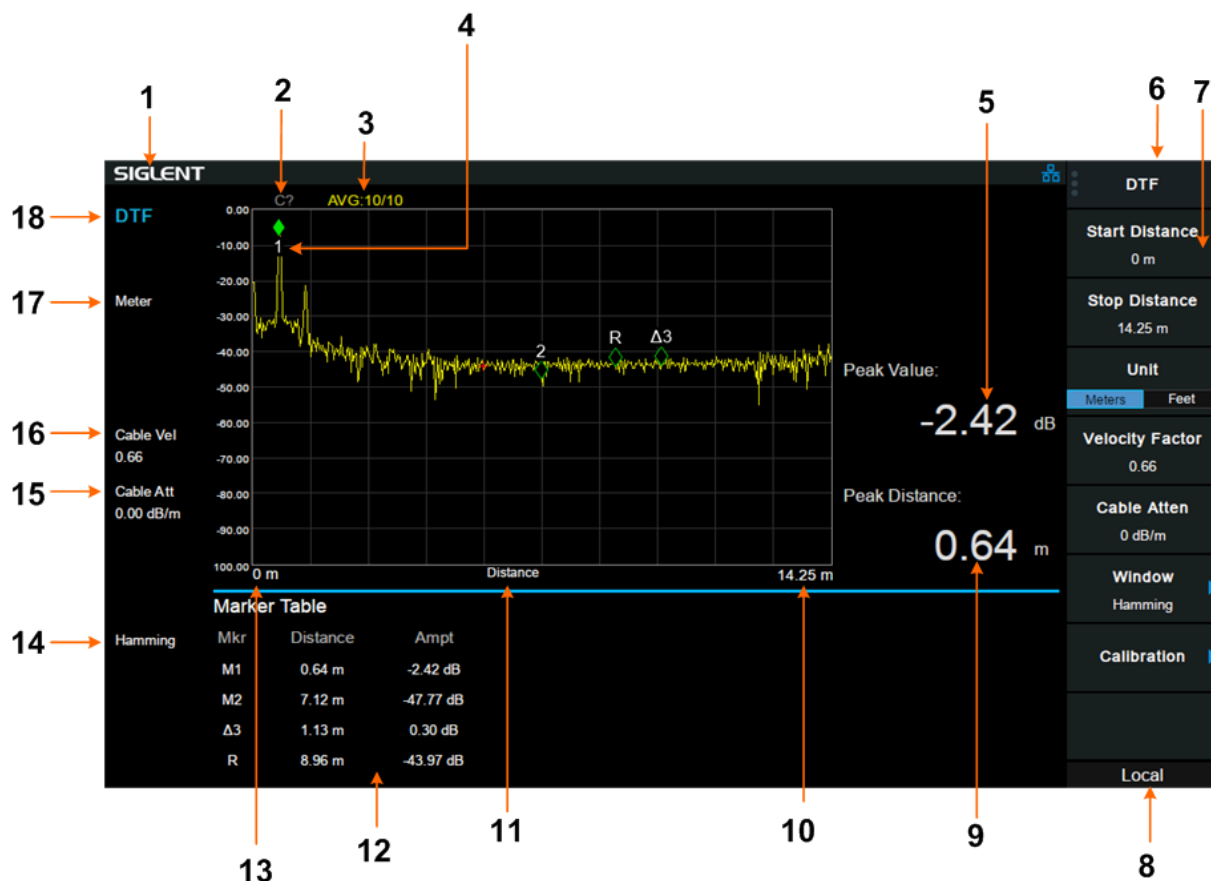 4
1
2
3
5
6
7
SIGLENT
C?
AVG:10/10
DTF
18
DTF
0.00
1
-10.00
Start Distance
0 m
17
Meter
-20.00
-30.00
Stop Distance
14.25 m
2
R
Δ3
-40.00
-50.00
Peak Value:
-2.42 dB
Unit
Meters Feet
16
Cable Vel
0.66
-60.00
-70.00
Velocity Factor
0.66
15
Cable Att
0.00 dB/m
-80.00
-90.00
100.00
Peak Distance:
0.64 m
Cable Atten
0 dB/m
0 m
Distance
14.25 m
Window
Hamming
Marker Table
14
Hamming
Mkr Distance Ampt
M1 0.64 m -2.42 dB
M2 7.12 m -47.77 dB
Δ3 1.13 m 0.30 dB
R 8.96 m -43.97 dB
Calibration
Local
13
12
11
10
9
8